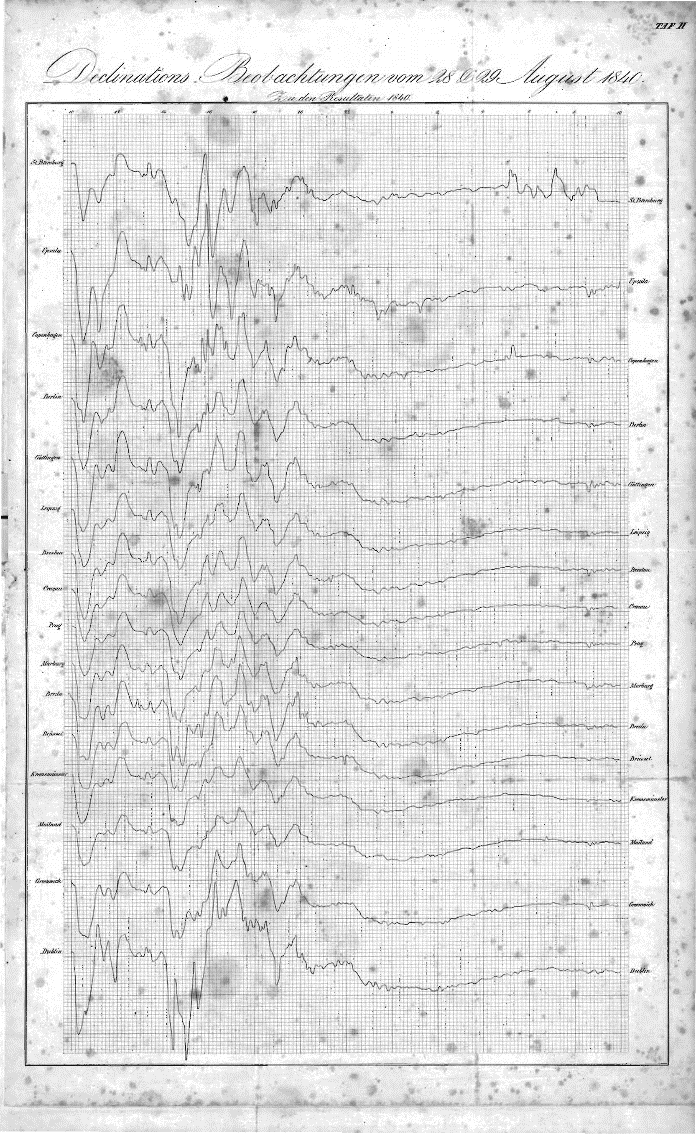 TAF II
Declinations-Beobachtungen vom 28 & 29 August 1840.
Zu den Resultaten 1840.
St. Petersburg
St. Petersburg
Upsala
Upsala
Copenhagen
Copenhagen
Berlin
Berlin
Göttingen
Göttingen
Leipzig
Leipzig
Breslau
Breslau
Cracau
Cracau
Prag
Prag
Marburg
Marburg
Breda
Breda
Brüssel
Brüssel
Kremsmünster
Kremsmünster
Mailand
Mailand
Greenwich
Greenwich
Dublin
Dublin